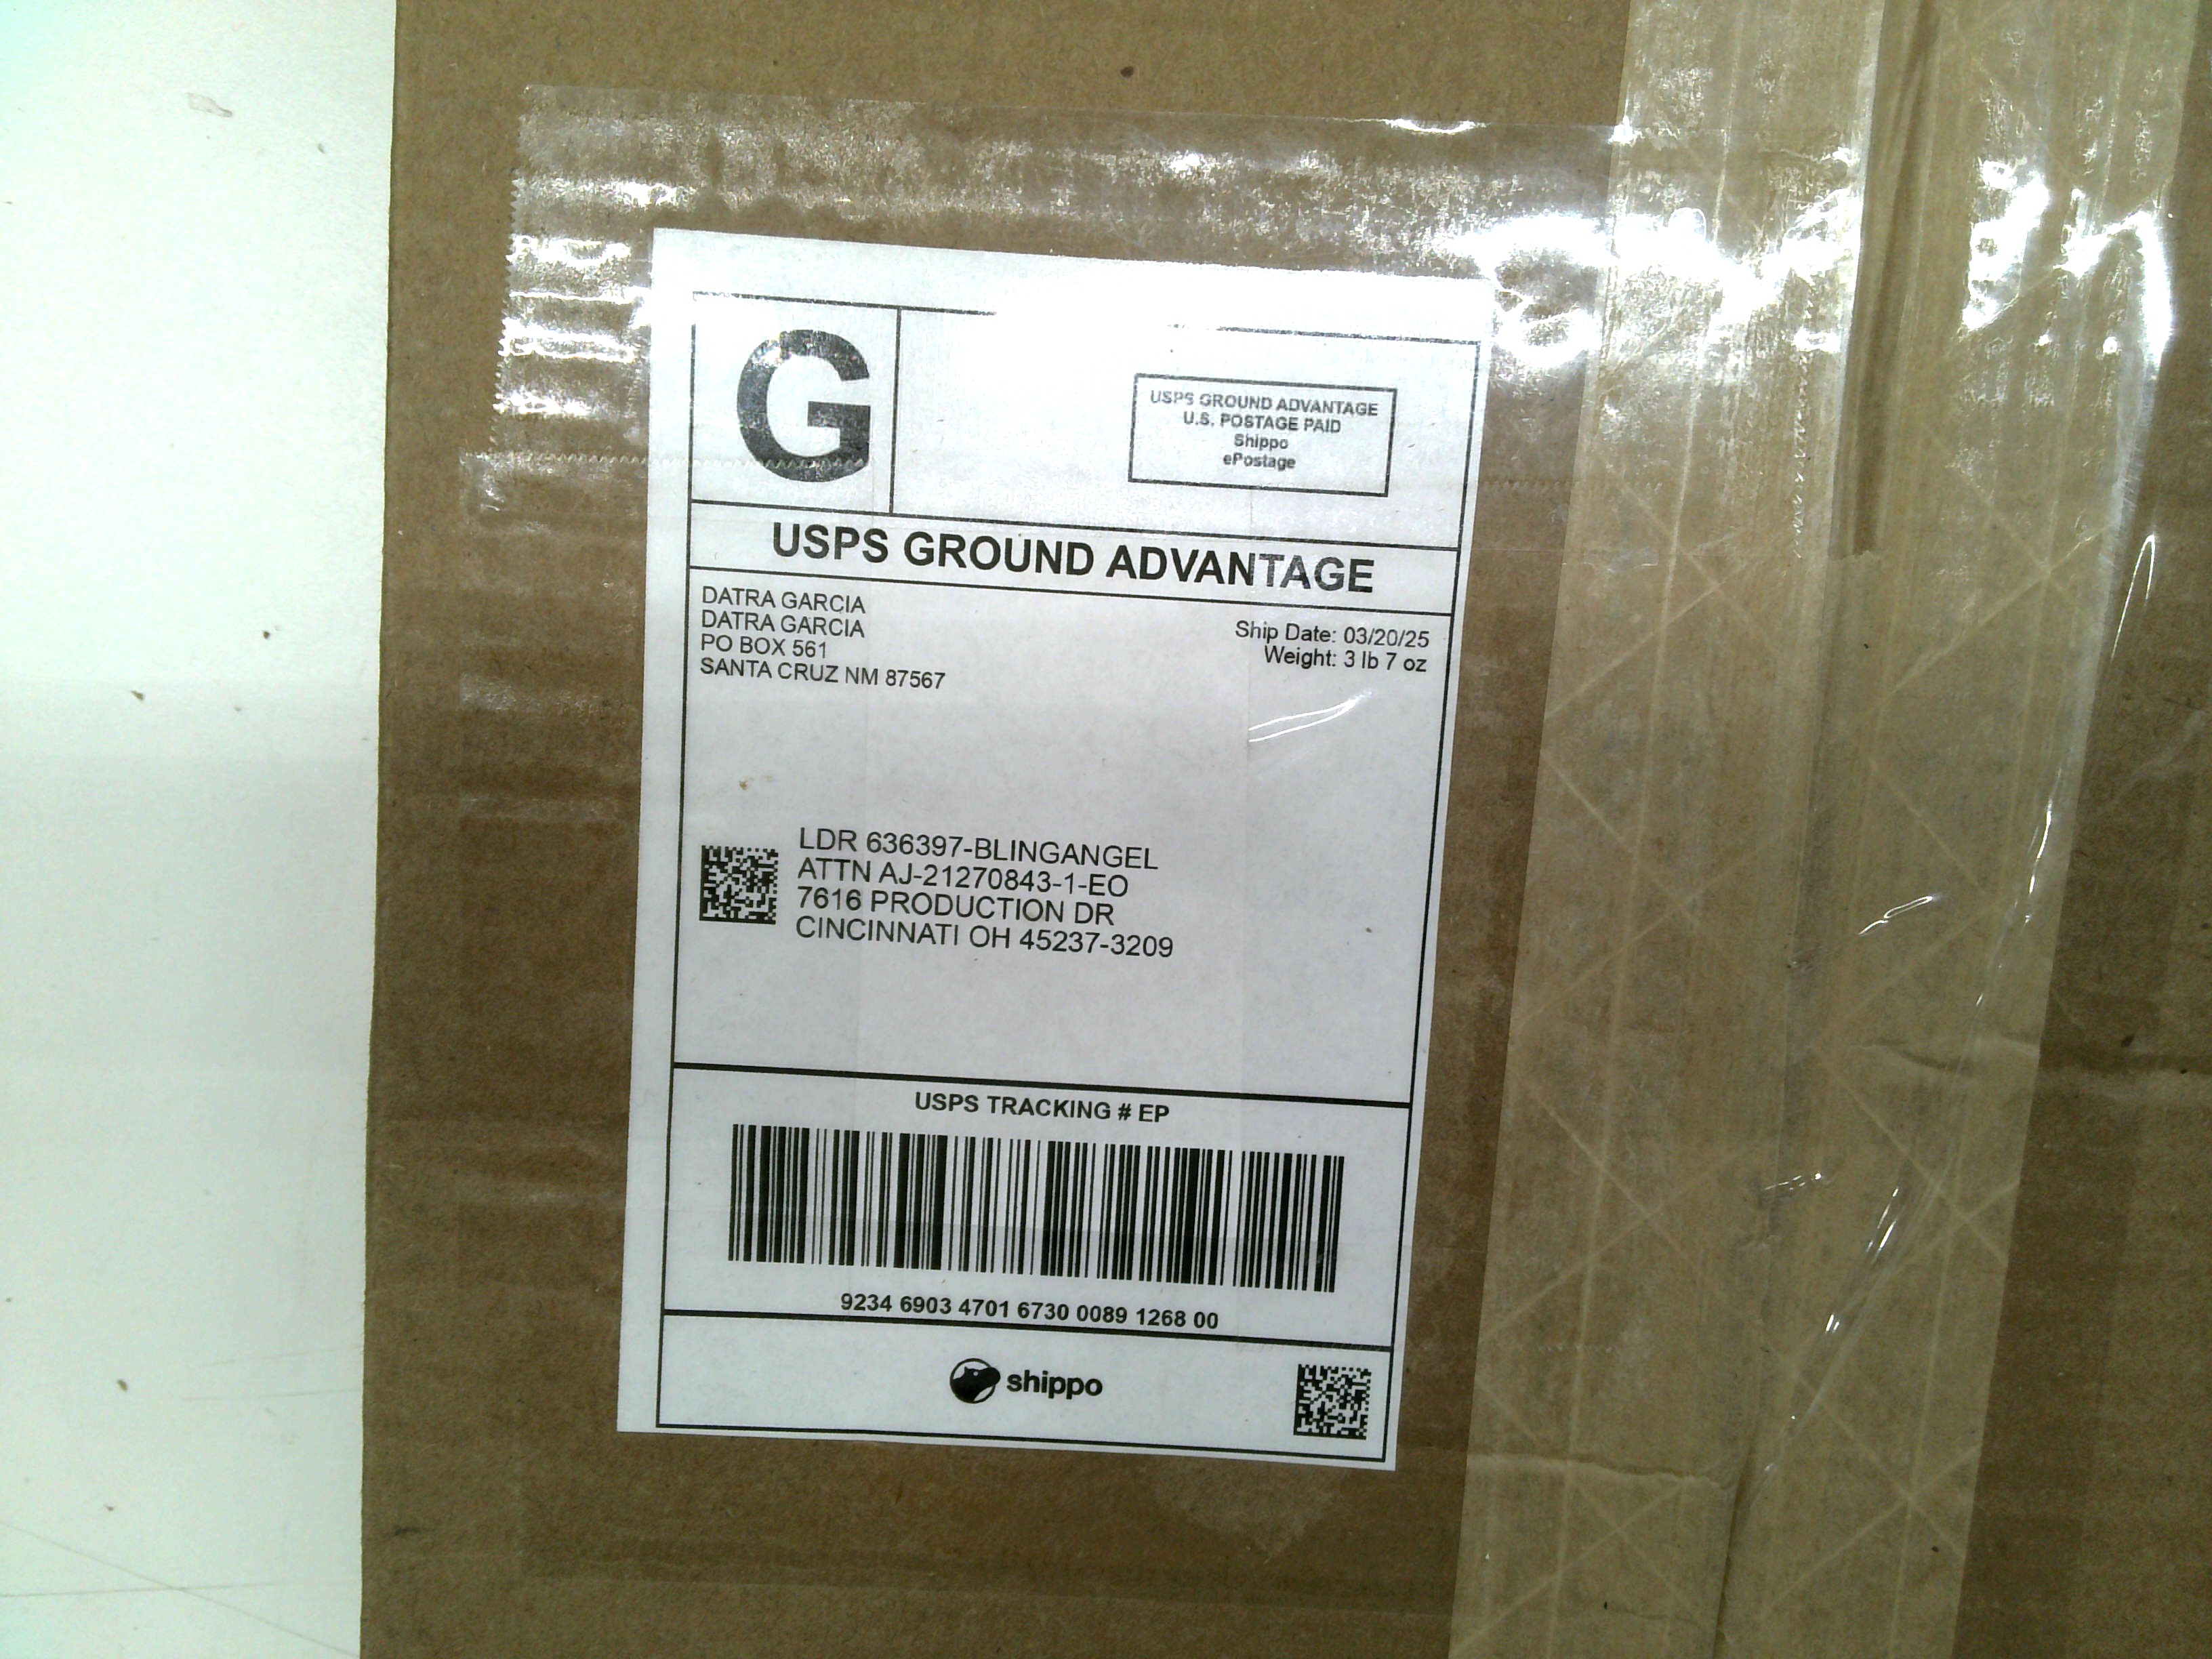 G
USPS GROUND ADVANTAGE
U.S. POSTAGE PAID
Shippo
ePostage
USPS GROUND ADVANTAGE
DATRA GARCIA
DATRA GARCIA
PO BOX 561
SANTA CRUZ NM 87567
Ship Date: 03/20/25
Weight: 3 lb 7 oz
LDR 636397-BLINGANGEL
ATTN AJ-21270843-1-EO
7616 PRODUCTION DR
CINCINNATI OH 45237-3209
USPS TRACKING # EP
9234 6903 4701 6730 0089 1268 00
shippo